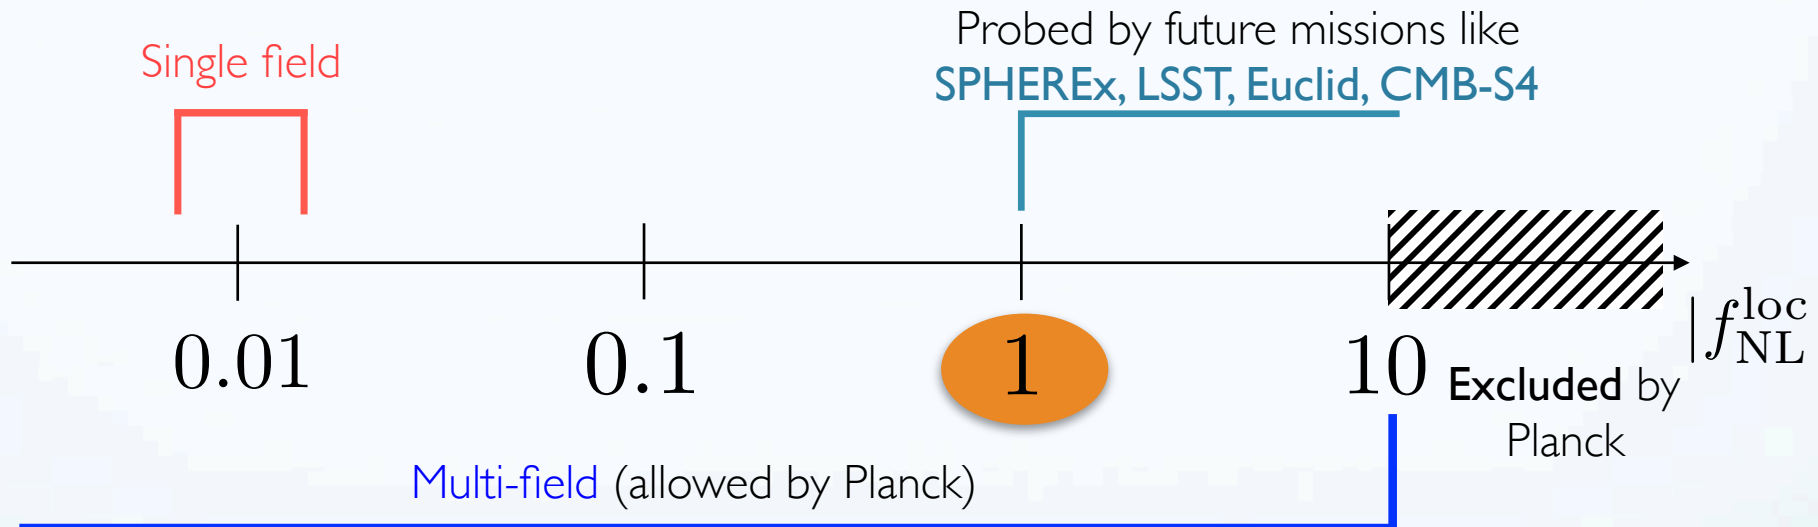 Probed by future missions like
Single field
SPHEREx, LSST, Euclid, CMB-S4
0.01 0.1 1 10
|f_NL^loc
Excluded by
Planck
Multi-field (allowed by Planck)